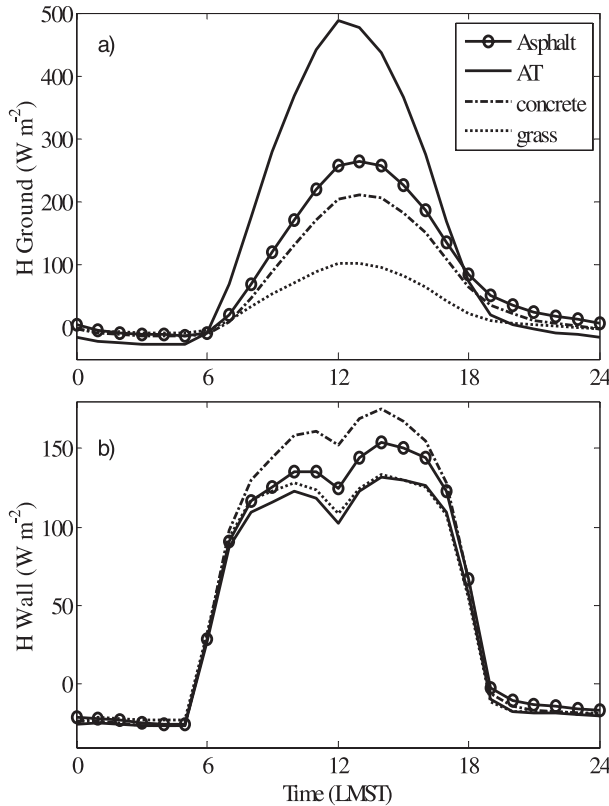 500
a)
Asphalt
AT
concrete
grass
400
300
200
100
0
H Ground (W m-2)
0 6 12 18 24
b)
150
100
50
0
H Wall (W m-2)
0 6 12 18 24
Time (LMST)